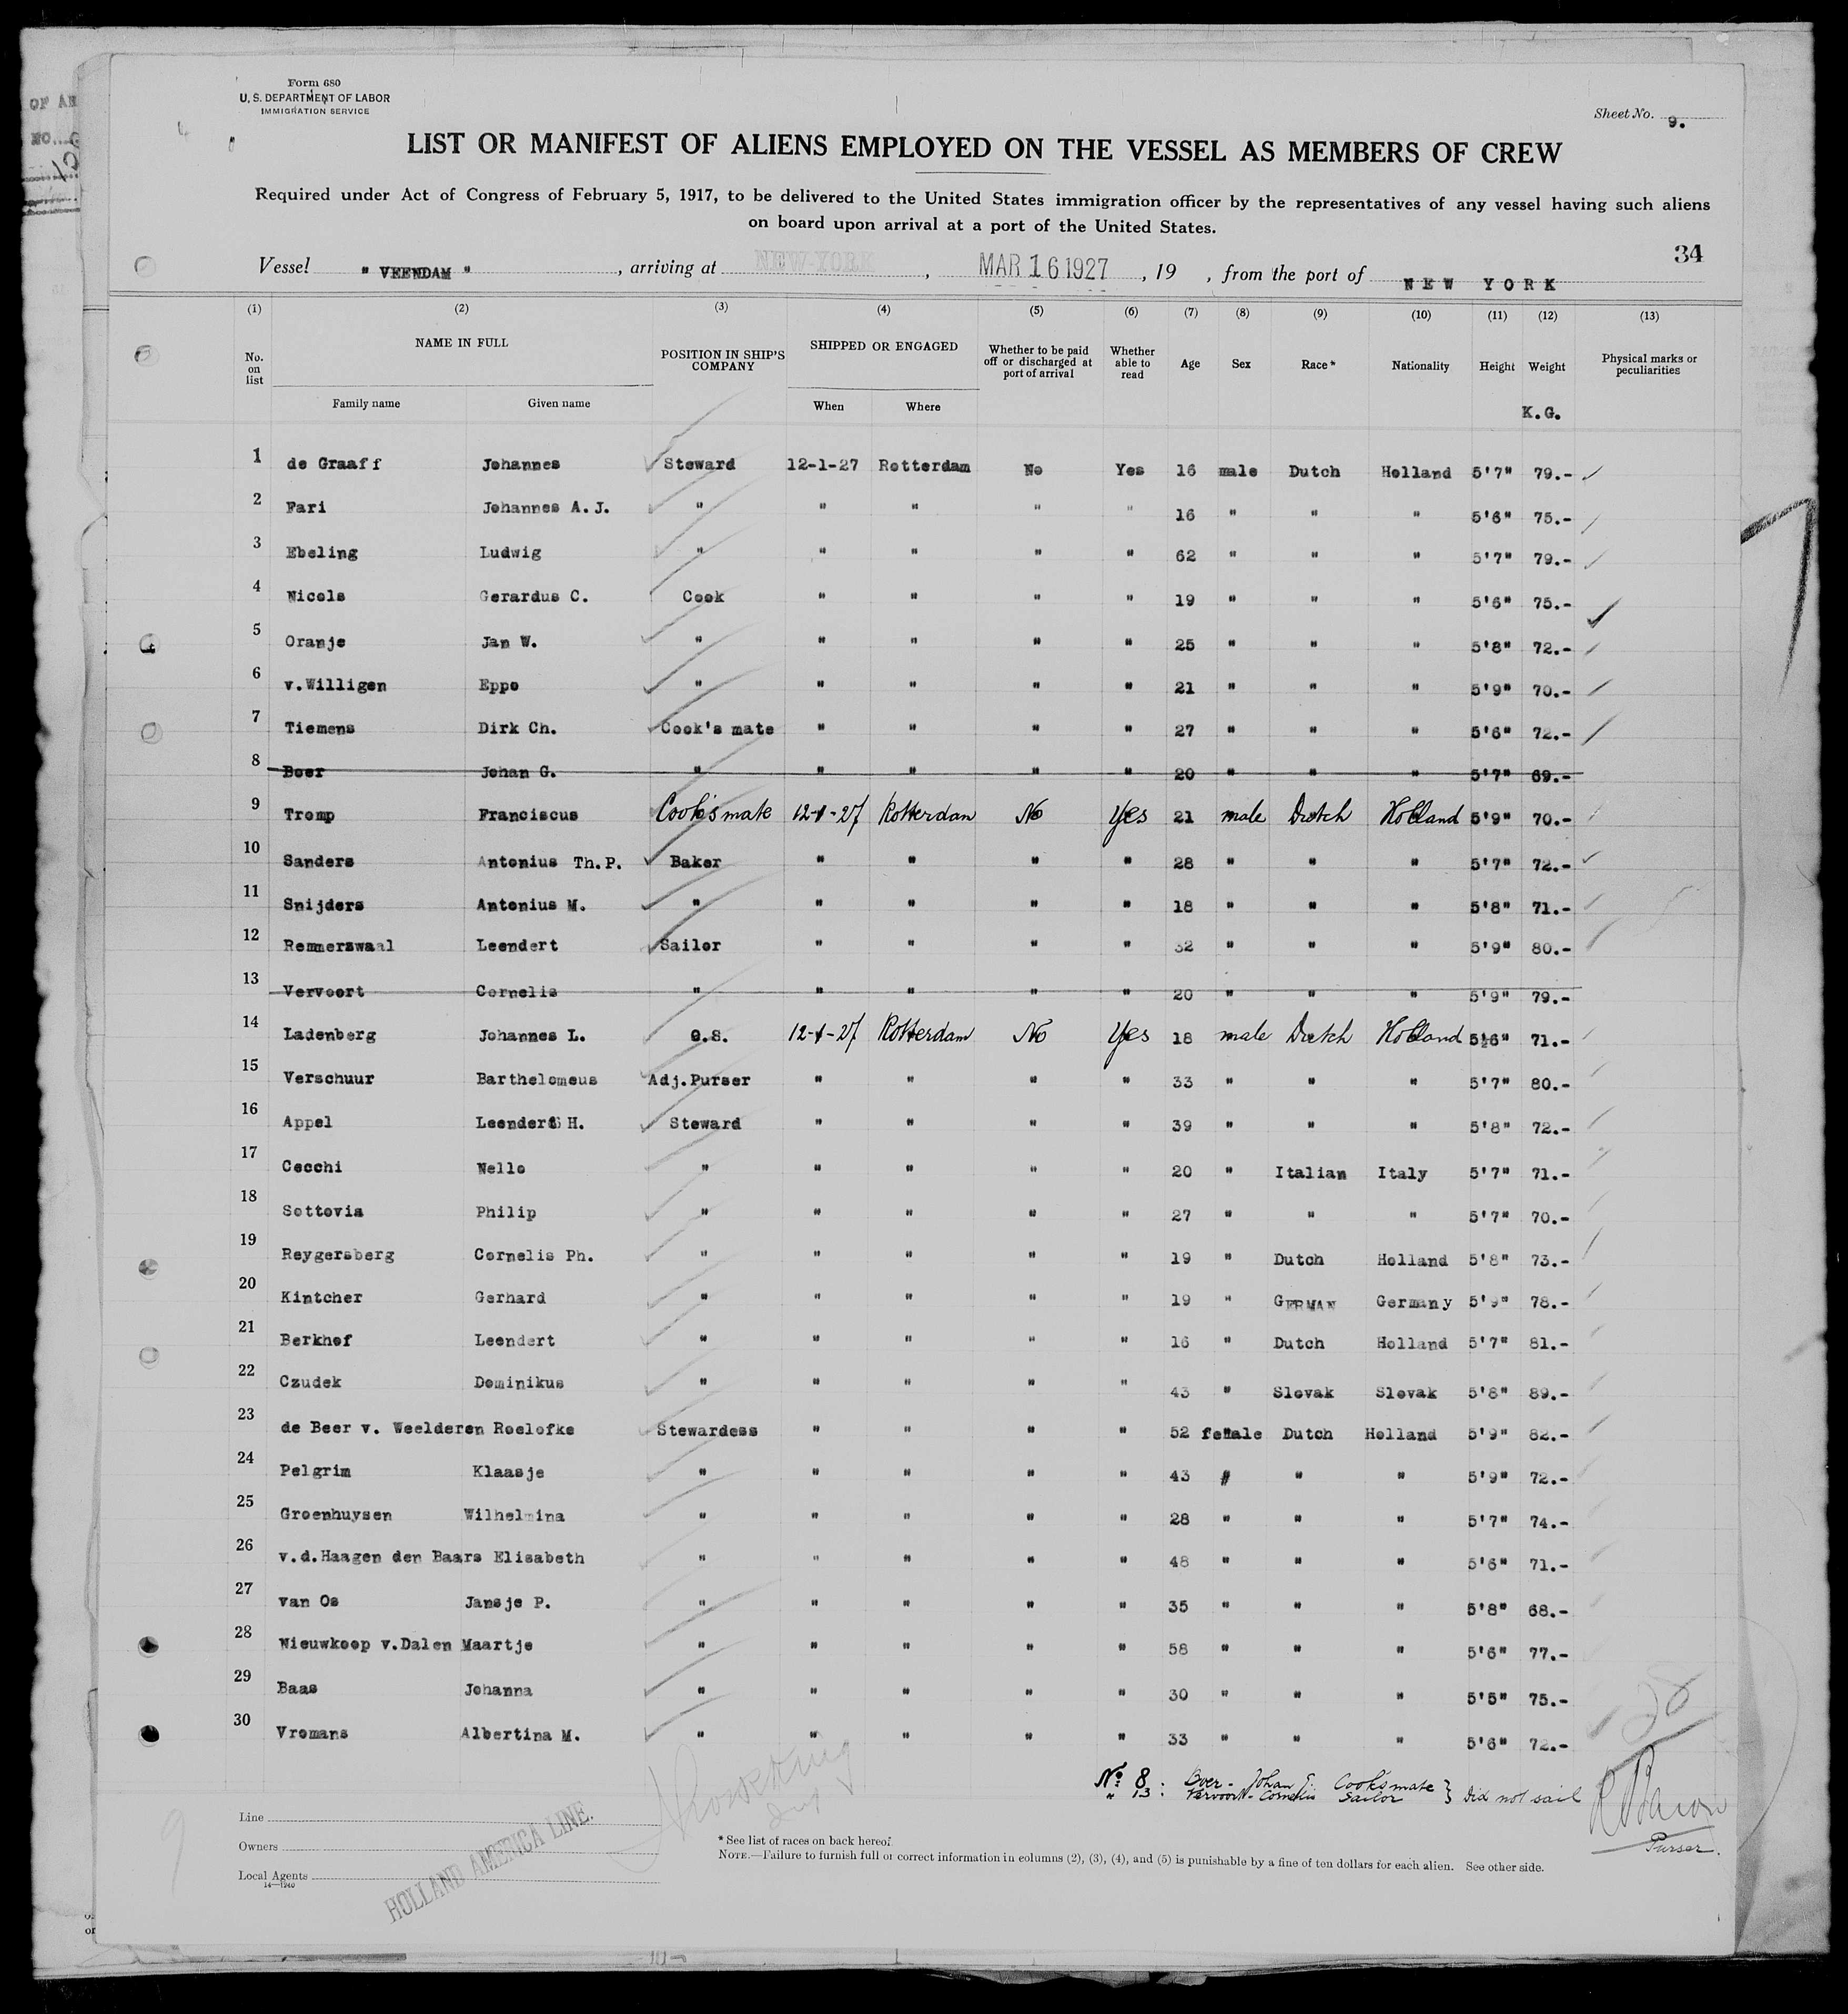 Form 680
U. S. DEPARTMENT OF LABOR
IMMIGRATION SERVICE
Sheet No. 9.
LIST OR MANIFEST OF ALIENS EMPLOYED ON THE VESSEL AS MEMBERS OF CREW
Required under Act of Congress of February 5, 1917, to be delivered to the United States immigration officer by the representatives of any vessel having such aliens
on board upon arrival at a port of the United States.
34
Vessel " VEENDAM " , arriving at NEW YORK , MAR 16 1927 , 19 , from the port of NEW YORK
(1) (2) (3) (4) (5) (6) (7) (8) (9) (10) (11) (12) (13)
No. on list NAME IN FULL Family name Given name POSITION IN SHIP'S COMPANY SHIPPED OR ENGAGED When Where Whether to be paid off or discharged at port of arrival Whether able to read Age Sex Race* Nationality Height Weight Physical marks or peculiarities
K.G.
1 de Graaff Johannes Steward 12-1-27 Rotterdam No Yes 16 male Dutch Holland 5'7" 79.-
2 Fari Johannes A.J. " " " " " 16 " " " 5'6" 75.-
3 Ebeling Ludwig " " " " " 62 " " " 5'7" 79.-
4 Nicols Gerardus C. Cook " " " " 19 " " " 5'6" 75.-
5 Oranje Jan W. " " " " " 25 " " " 5'8" 72.-
6 v.Willigen Eppo " " " " " 21 " " " 5'9" 70.-
7 Tiemens Dirk Ch. Cook's mate " " " " 27 " " " 5'6" 72.-
8 Boer Johan G. " " " " " 20 " " " 5'7" 69.-
9 Tromp Franciscus Cook's mate 12-1-27 Rotterdam No Yes 21 male Dutch Holland 5'9" 70.-
10 Sanders Antonius Th.P. Baker " " " " 28 " " " 5'7" 72.-
11 Snijders Antonius M. " " " " " 18 " " " 5'8" 71.-
12 Remmerswaal Leendert Sailor " " " " 32 " " " 5'9" 80.-
13 Vervoort Cornelis " " " " " 20 " " " 5'9" 79.-
14 Ladenberg Johannes L. O.S. 12-1-27 Rotterdam No Yes 18 male Dutch Holland 5'6" 71.-
15 Verschuur Bartholomeus Adj.Purser " " " " 33 " " " 5'7" 80.-
16 Appel Leendert H. Steward " " " " 39 " " " 5'8" 72.-
17 Cecchi Nello " " " " " 20 " Italian Italy 5'7" 71.-
18 Sottovia Philip " " " " " 27 " " " 5'7" 70.-
19 Reygersberg Cornelis Ph. " " " " " 19 " Dutch Holland 5'8" 73.-
20 Kintcher Gerhard " " " " " 19 " GERMAN Germany 5'9" 78.-
21 Berkhof Leendert " " " " " 16 " Dutch Holland 5'7" 81.-
22 Czudek Dominikus " " " " " 43 " Slovak Slovak 5'8" 89.-
23 de Beer v. Weelderen Roelofke Stewardess " " " " 52 female Dutch Holland 5'9" 82.-
24 Pelgrim Klaasje " " " " " 43 " " " 5'9" 72.-
25 Groenhuysen Wilhelmina " " " " " 28 " " " 5'7" 74.-
26 v.d.Haagen den Baars Elisabeth " " " " " 48 " " " 5'6" 71.-
27 van Os Jansje P. " " " " " 35 " " " 5'8" 68.-
28 Nieuwkoop v.Dalen Maartje " " " " " 58 " " " 5'6" 77.-
29 Baas Johanna " " " " " 30 " " " 5'5" 75.-
30 Vromans Albertina M. " " " " " 33 " " " 5'6" 72.-
28
No. 8: Boer - Johan G. Cook's mate } did not sail
" 13: Vervoort - Cornelis Sailor
Purser.
Line
Owners
Local Agents
14—1240
HOLLAND AMERICA LINE.
* See list of races on back hereof.
NOTE.—Failure to furnish full or correct information in columns (2), (3), (4), and (5) is punishable by a fine of ten dollars for each alien. See other side.
9